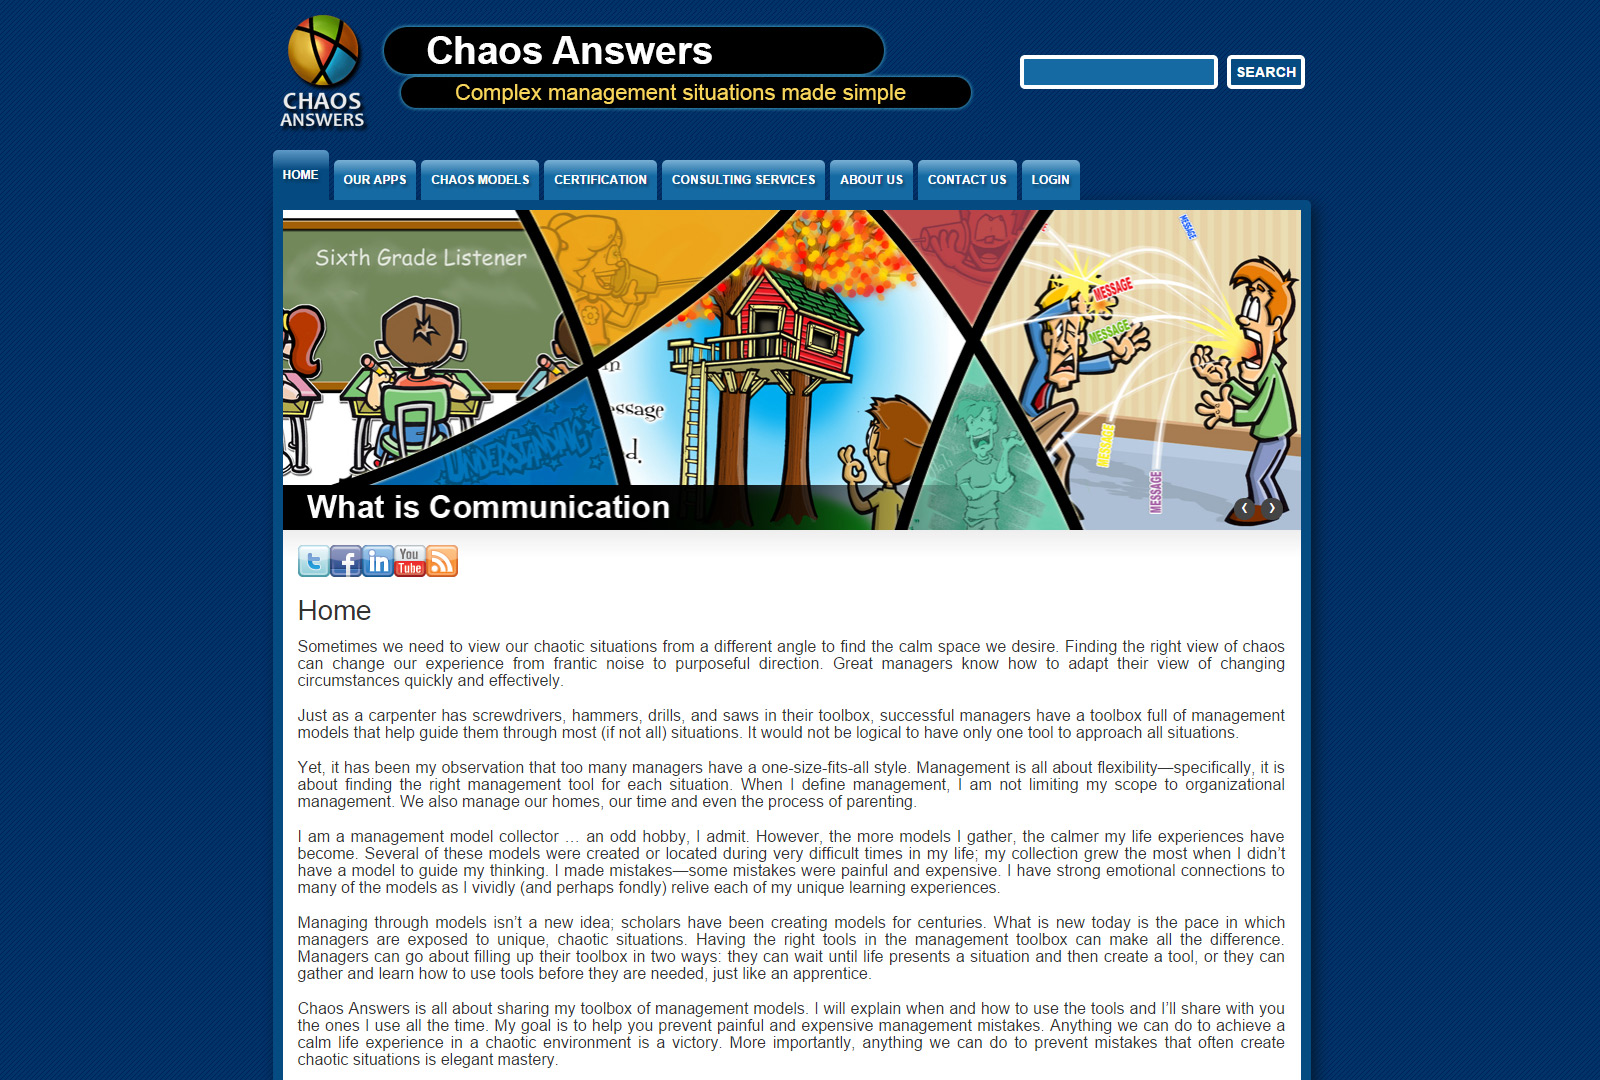 CHAOS
ANSWERS
Chaos Answers
Complex management situations made simple
SEARCH
HOME
OUR APPS
CHAOS MODELS
CERTIFICATION
CONSULTING SERVICES
ABOUT US
CONTACT US
LOGIN
Sixth Grade Listener
MESSAGE
MESSAGE
MESSAGE
MESSAGE
MESSAGE
UNDERSTANDING
What is Communication
You
Tube
Home
Sometimes we need to view our chaotic situations from a different angle to find the calm space we desire. Finding the right view of chaos
can change our experience from frantic noise to purposeful direction. Great managers know how to adapt their view of changing
circumstances quickly and effectively.
Just as a carpenter has screwdrivers, hammers, drills, and saws in their toolbox, successful managers have a toolbox full of management
models that help guide them through most (if not all) situations. It would not be logical to have only one tool to approach all situations.
Yet, it has been my observation that too many managers have a one-size-fits-all style. Management is all about flexibility—specifically, it is
about finding the right management tool for each situation. When I define management, I am not limiting my scope to organizational
management. We also manage our homes, our time and even the process of parenting.
I am a management model collector … an odd hobby, I admit. However, the more models I gather, the calmer my life experiences have
become. Several of these models were created or located during very difficult times in my life; my collection grew the most when I didn’t
have a model to guide my thinking. I made mistakes—some mistakes were painful and expensive. I have strong emotional connections to
many of the models as I vividly (and perhaps fondly) relive each of my unique learning experiences.
Managing through models isn’t a new idea; scholars have been creating models for centuries. What is new today is the pace in which
managers are exposed to unique, chaotic situations. Having the right tools in the management toolbox can make all the difference.
Managers can go about filling up their toolbox in two ways: they can wait until life presents a situation and then create a tool, or they can
gather and learn how to use tools before they are needed, just like an apprentice.
Chaos Answers is all about sharing my toolbox of management models. I will explain when and how to use the tools and I’ll share with you
the ones I use all the time. My goal is to help you prevent painful and expensive management mistakes. Anything we can do to achieve a
calm life experience in a chaotic environment is a victory. More importantly, anything we can do to prevent mistakes that often create
chaotic situations is elegant mastery.